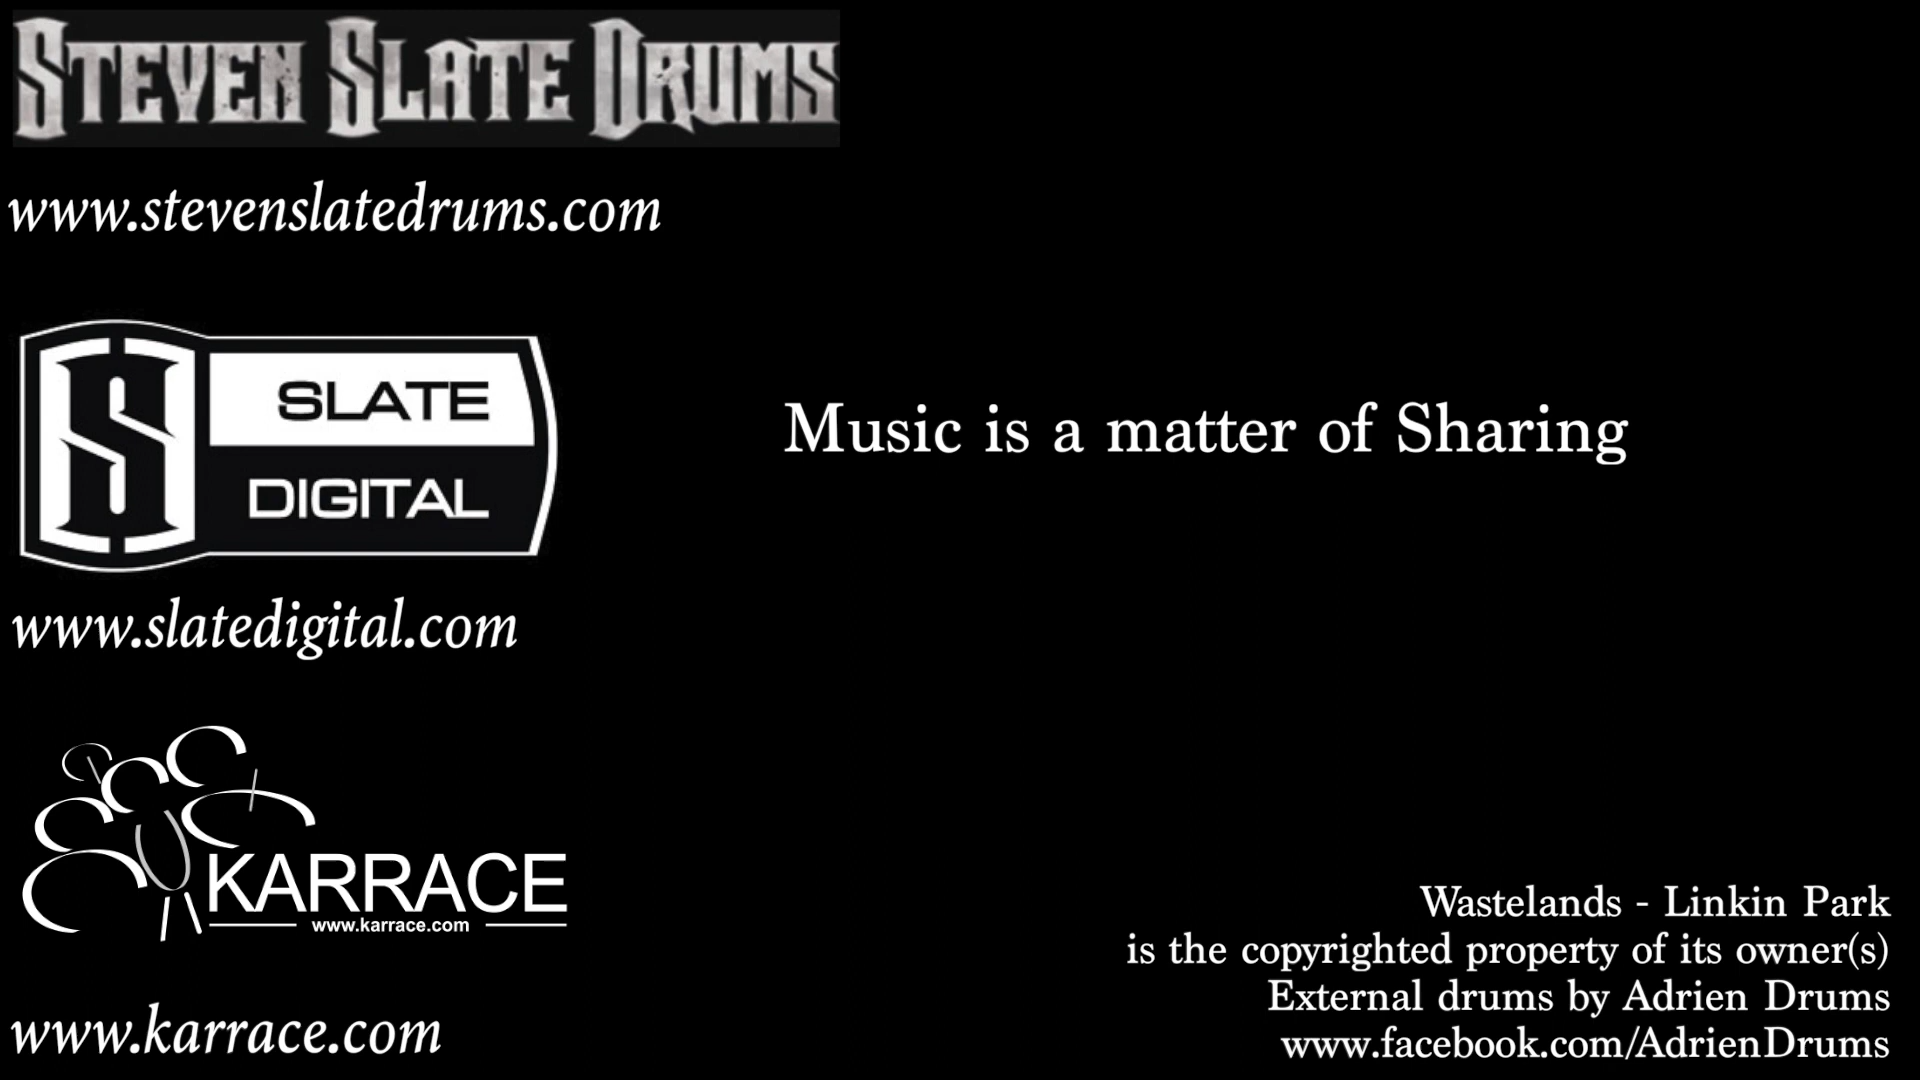 STEVEN SLATE DRUMS
www.stevenslatedrums.com
SLATE
DIGITAL
www.slatedigital.com
Music is a matter of Sharing
KARRACE
www.karrace.com
www.karrace.com
Wastelands - Linkin Park
is the copyrighted property of its owner(s)
External drums by Adrien Drums
www.facebook.com/AdrienDrums